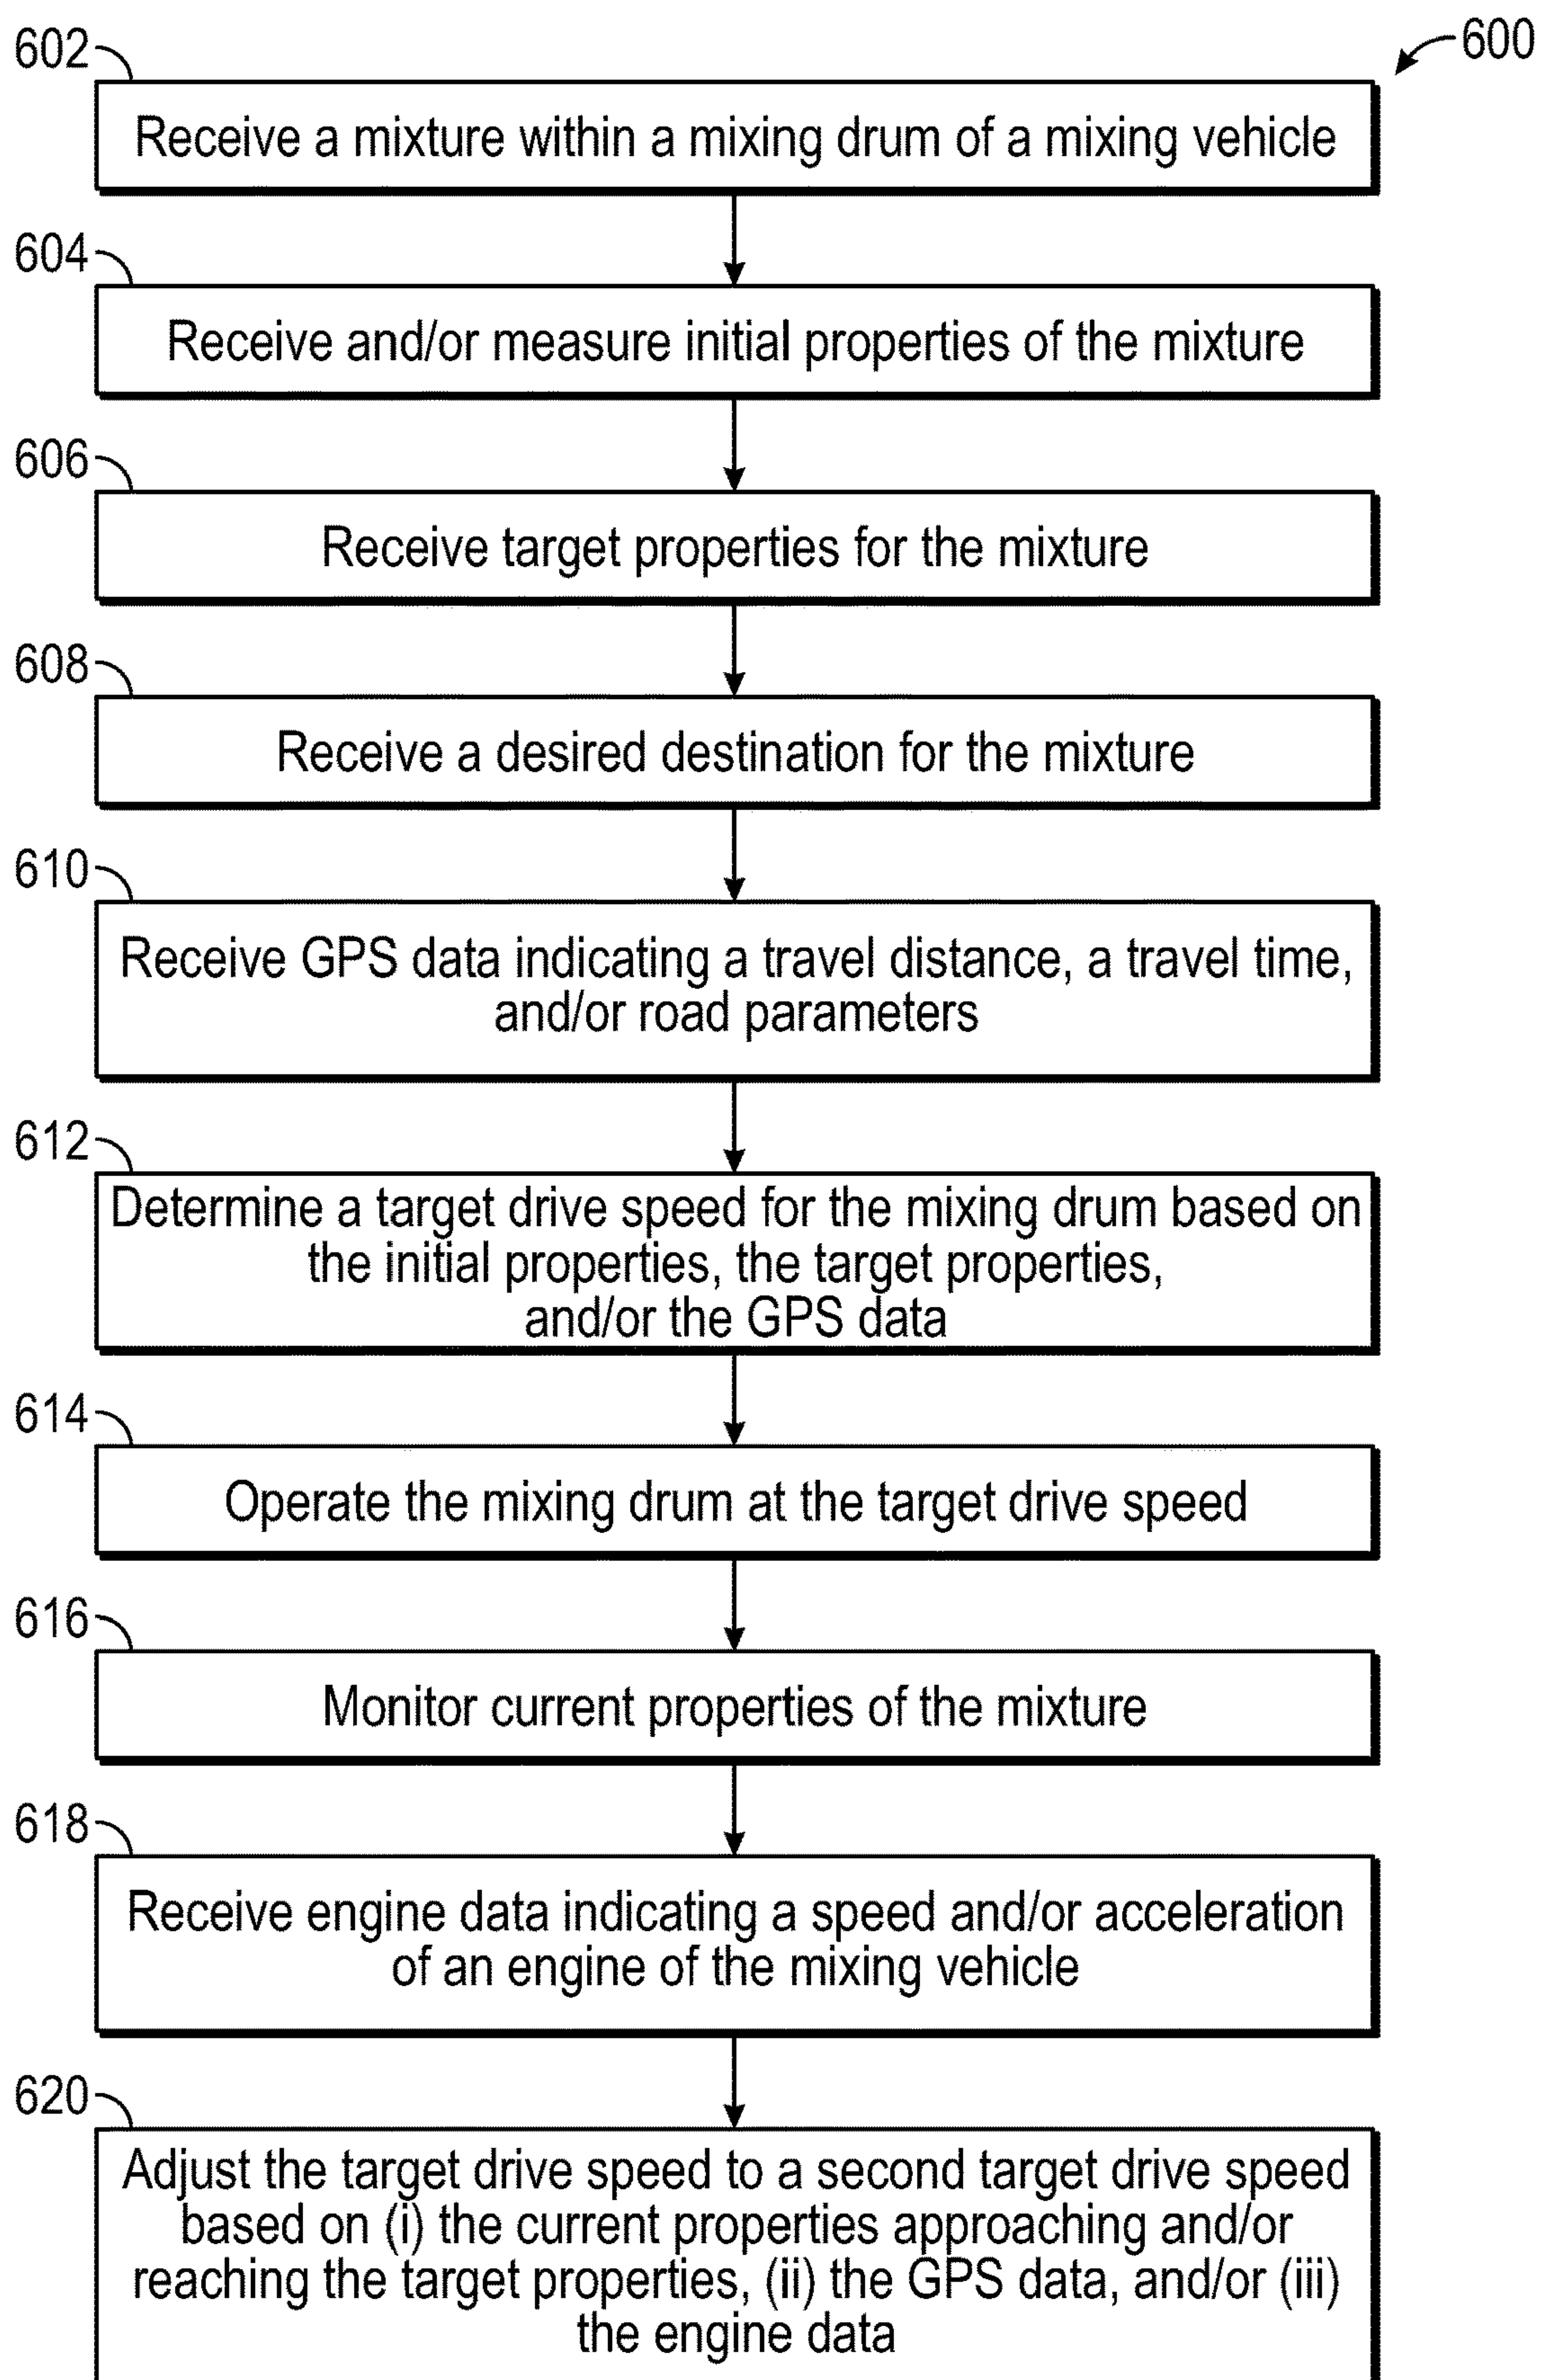 600
602
Receive a mixture within a mixing drum of a mixing vehicle
604
Receive and/or measure initial properties of the mixture
606
Receive target properties for the mixture
608
Receive a desired destination for the mixture
610
Receive GPS data indicating a travel distance, a travel time,
and/or road parameters
612
Determine a target drive speed for the mixing drum based on
the initial properties, the target properties,
and/or the GPS data
614
Operate the mixing drum at the target drive speed
616
Monitor current properties of the mixture
618
Receive engine data indicating a speed and/or acceleration
of an engine of the mixing vehicle
620
Adjust the target drive speed to a second target drive speed
based on (i) the current properties approaching and/or
reaching the target properties, (ii) the GPS data, and/or (iii)
the engine data